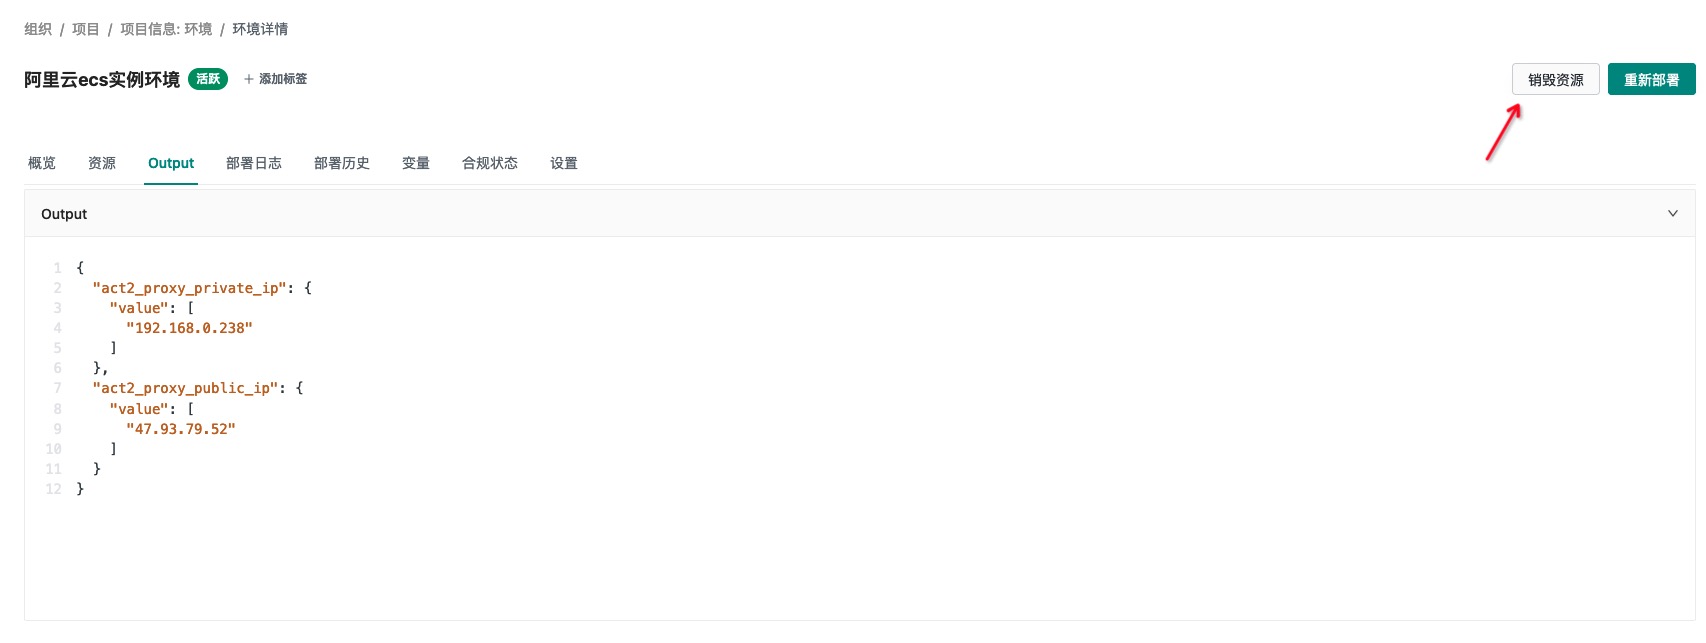 组织 / 项目 / 项目信息: 环境 / 环境详情
阿里云ecs实例环境 活跃 + 添加标签 销毁资源 重新部署
概览 资源 Output 部署日志 部署历史 变量 合规状态 设置
Output
1 {
2 "act2_proxy_private_ip": {
3 "value": [
4 "192.168.0.238"
5 ]
6 },
7 "act2_proxy_public_ip": {
8 "value": [
9 "47.93.79.52"
10 ]
11 }
12 }